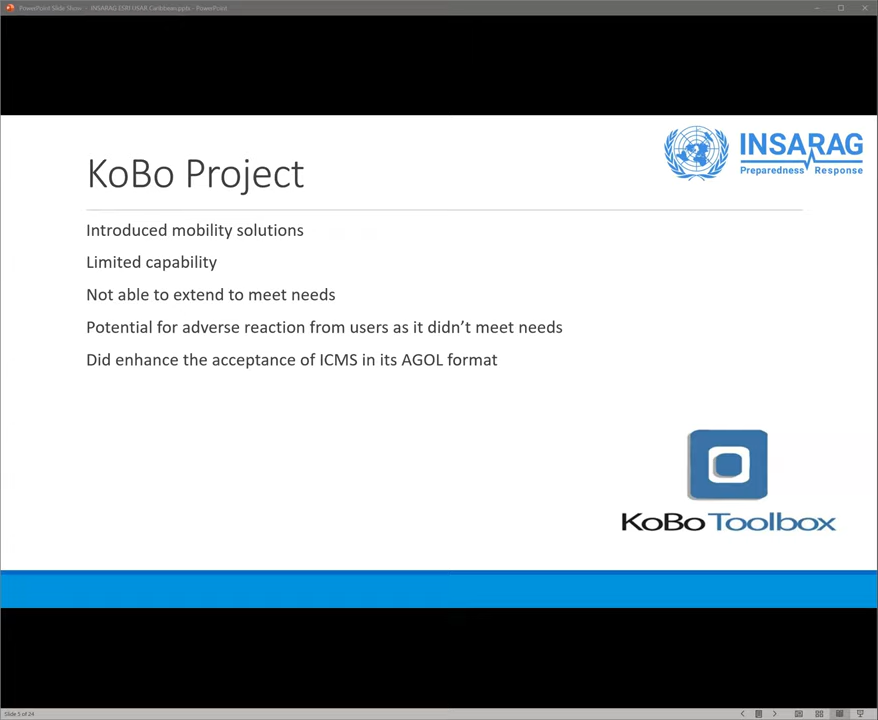 PowerPoint Slide Show - INSARAG ESRI USAR Caribbean.pptx - PowerPoint
INSARAG
Preparedness Response
KoBo Project
Introduced mobility solutions
Limited capability
Not able to extend to meet needs
Potential for adverse reaction from users as it didn’t meet needs
Did enhance the acceptance of ICMS in its AGOL format
KoBo Toolbox
Slide 5 of 24